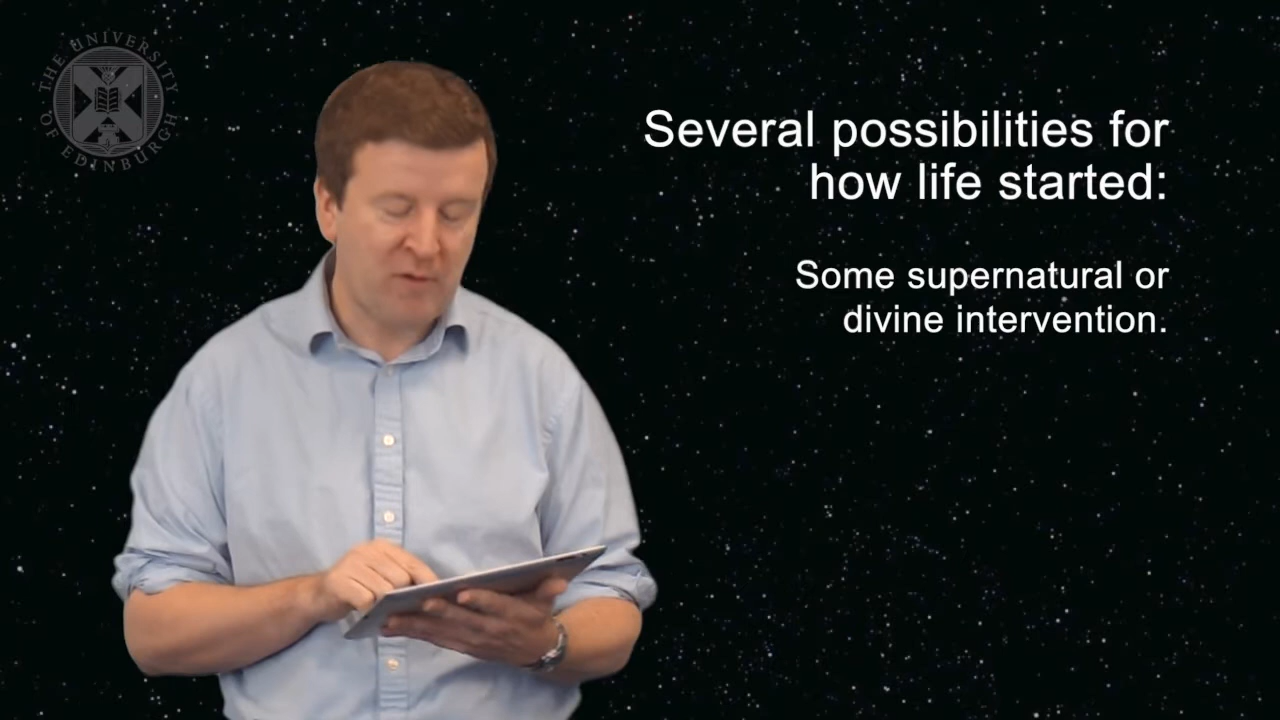 THE UNIVERSITY
OF EDINBURGH
Several possibilities for
how life started:
Some supernatural or
divine intervention.